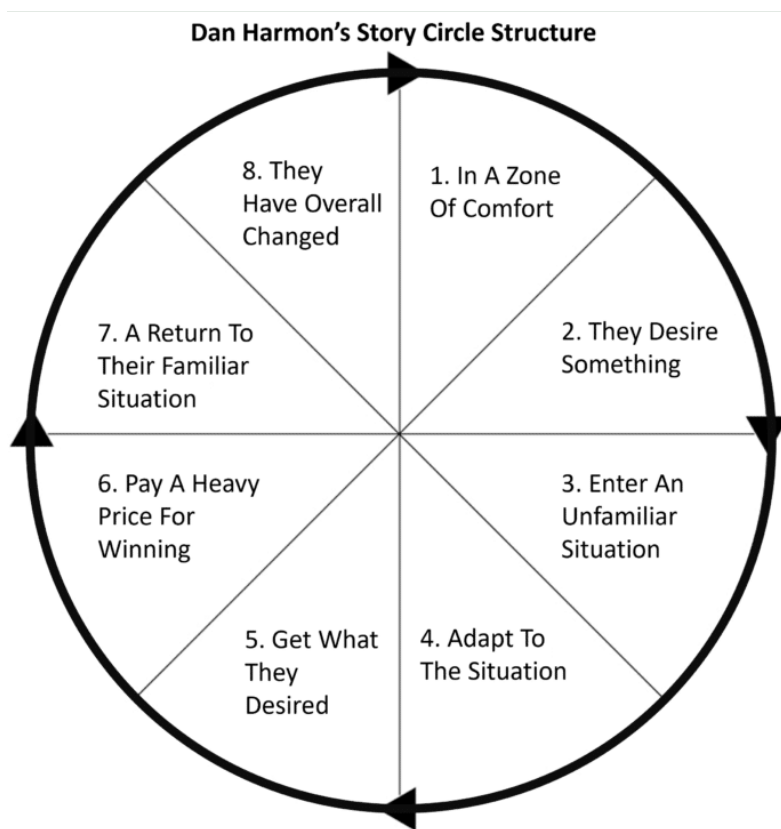 Dan Harmon’s Story Circle Structure
1. In A Zone
Of Comfort
2. They Desire
Something
3. Enter An
Unfamiliar
Situation
4. Adapt To
The Situation
5. Get What
They
Desired
6. Pay A Heavy
Price For
Winning
7. A Return To
Their Familiar
Situation
8. They
Have Overall
Changed